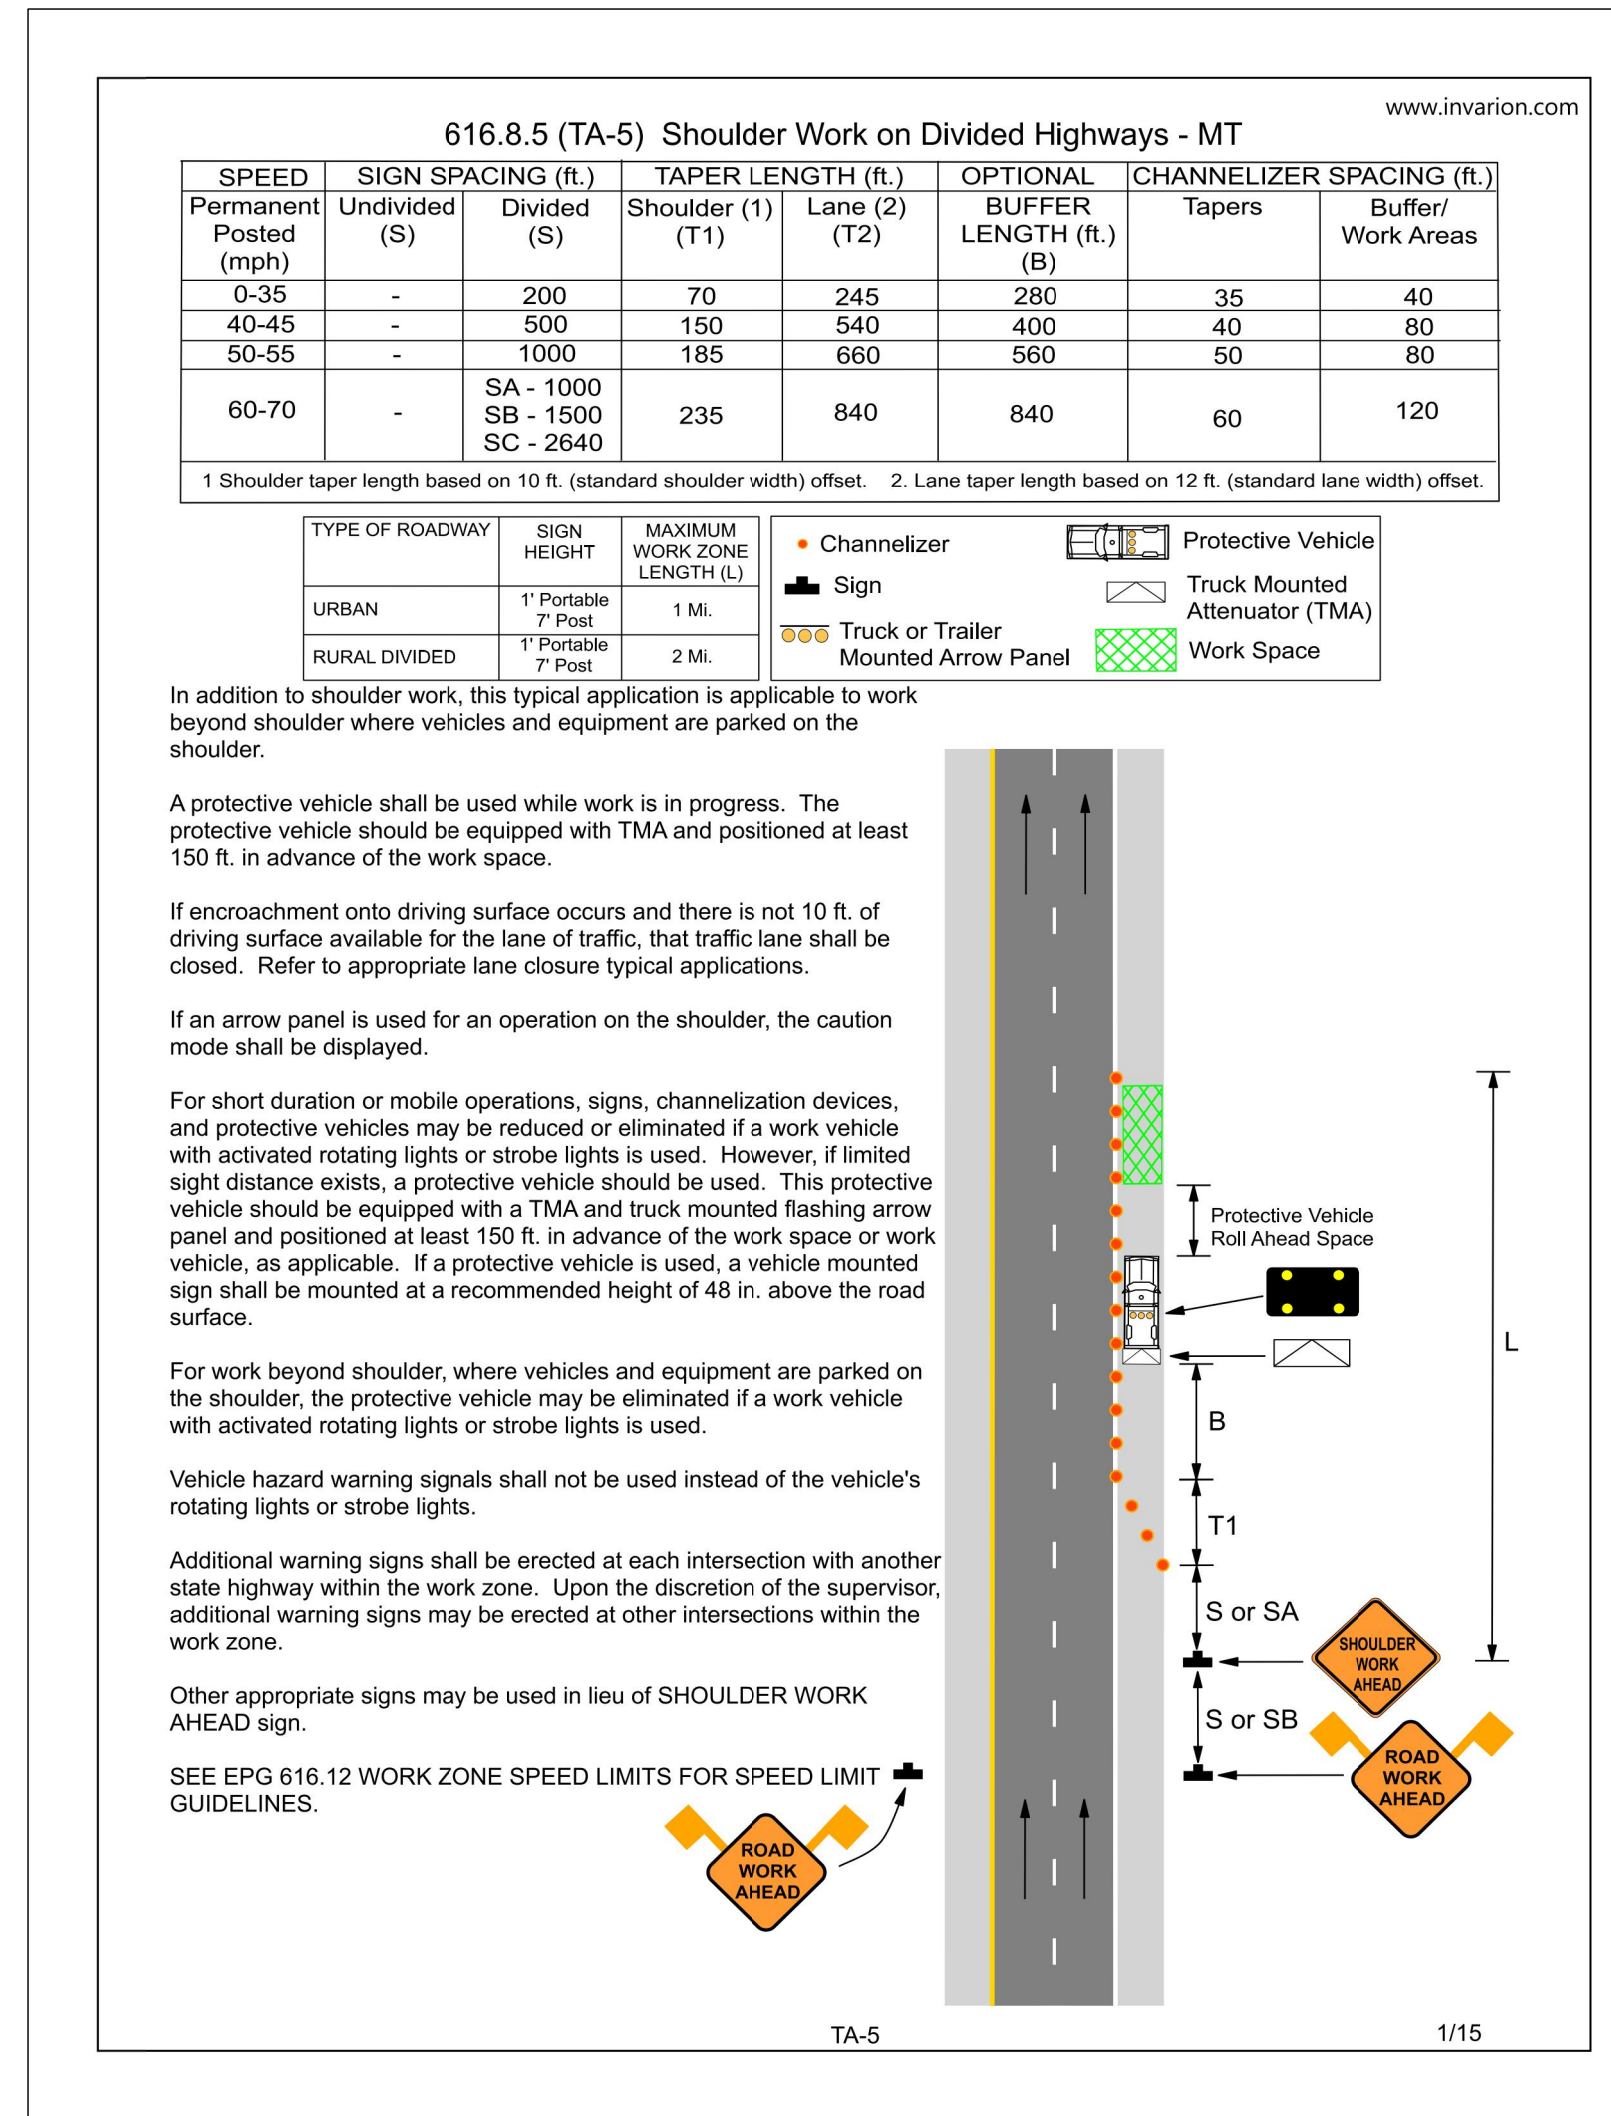 www.invarion.com
616.8.5 (TA-5) Shoulder Work on Divided Highways - MT
SPEED SIGN SPACING (ft.) TAPER LENGTH (ft.) OPTIONAL CHANNELIZER SPACING (ft.)
Permanent Undivided Divided Shoulder (1) Lane (2) BUFFER Tapers Buffer/
Posted (S) (S) (T1) (T2) LENGTH (ft.) Work Areas
(mph) (B)
0-35 - 200 70 245 280 35 40
40-45 - 500 150 540 400 40 80
50-55 - 1000 185 660 560 50 80
SA - 1000
60-70 - SB - 1500 235 840 840 60 120
SC - 2640
1 Shoulder taper length based on 10 ft. (standard shoulder width) offset. 2. Lane taper length based on 12 ft. (standard lane width) offset.
TYPE OF ROADWAY SIGN MAXIMUM
HEIGHT WORK ZONE
LENGTH (L)
URBAN 1' Portable 1 Mi.
7' Post
RURAL DIVIDED 1' Portable 2 Mi.
7' Post
Channelizer Protective Vehicle
Sign Truck Mounted
Attenuator (TMA)
Truck or Trailer
Mounted Arrow Panel Work Space
In addition to shoulder work, this typical application is applicable to work
beyond shoulder where vehicles and equipment are parked on the
shoulder.
A protective vehicle shall be used while work is in progress. The
protective vehicle should be equipped with TMA and positioned at least
150 ft. in advance of the work space.
If encroachment onto driving surface occurs and there is not 10 ft. of
driving surface available for the lane of traffic, that traffic lane shall be
closed. Refer to appropriate lane closure typical applications.
If an arrow panel is used for an operation on the shoulder, the caution
mode shall be displayed.
For short duration or mobile operations, signs, channelization devices,
and protective vehicles may be reduced or eliminated if a work vehicle
with activated rotating lights or strobe lights is used. However, if limited
sight distance exists, a protective vehicle should be used. This protective
vehicle should be equipped with a TMA and truck mounted flashing arrow
panel and positioned at least 150 ft. in advance of the work space or work
vehicle, as applicable. If a protective vehicle is used, a vehicle mounted
sign shall be mounted at a recommended height of 48 in. above the road
surface.
For work beyond shoulder, where vehicles and equipment are parked on
the shoulder, the protective vehicle may be eliminated if a work vehicle
with activated rotating lights or strobe lights is used.
Vehicle hazard warning signals shall not be used instead of the vehicle's
rotating lights or strobe lights.
Additional warning signs shall be erected at each intersection with another
state highway within the work zone. Upon the discretion of the supervisor,
additional warning signs may be erected at other intersections within the
work zone.
Other appropriate signs may be used in lieu of SHOULDER WORK
AHEAD sign.
SEE EPG 616.12 WORK ZONE SPEED LIMITS FOR SPEED LIMIT
GUIDELINES.
ROAD
WORK
AHEAD
Protective Vehicle
Roll Ahead Space
L
B
T1
S or SA
SHOULDER
WORK
AHEAD
S or SB
ROAD
WORK
AHEAD
TA-5 1/15